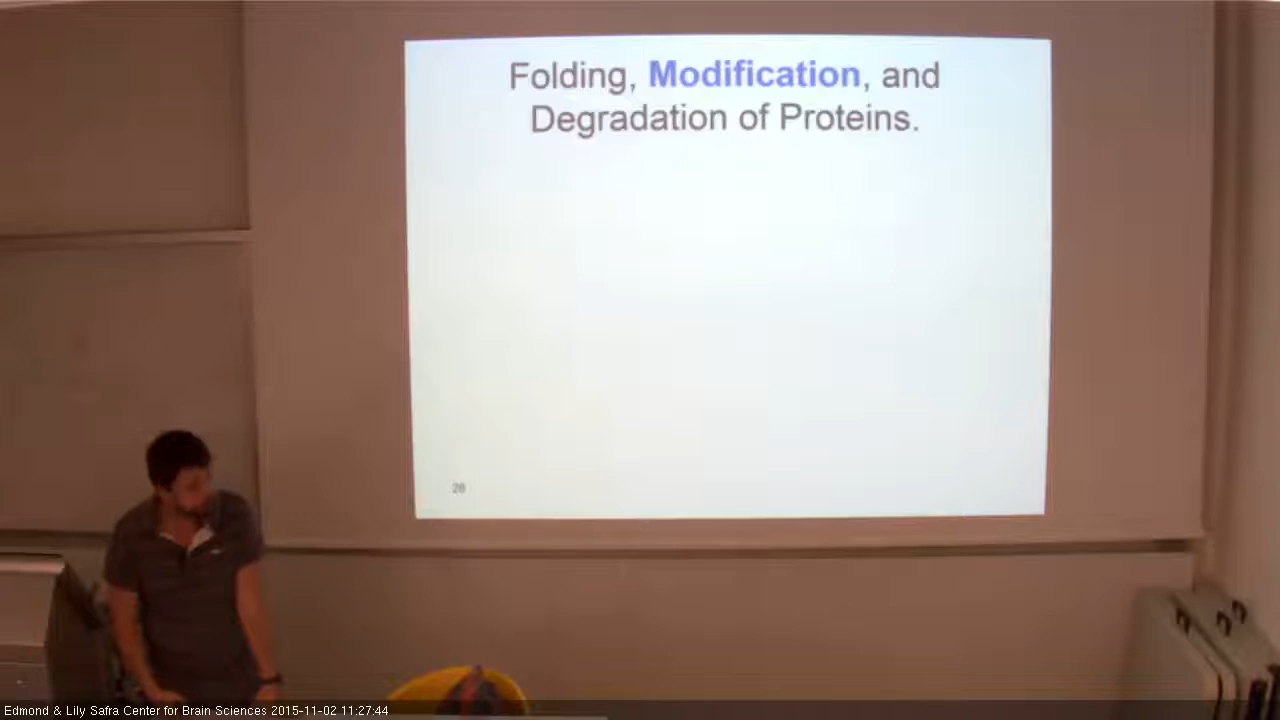 Folding, Modification, and
Degradation of Proteins.
20
Edmond & Lily Safra Center for Brain Sciences 2015-11-02 11:27:44